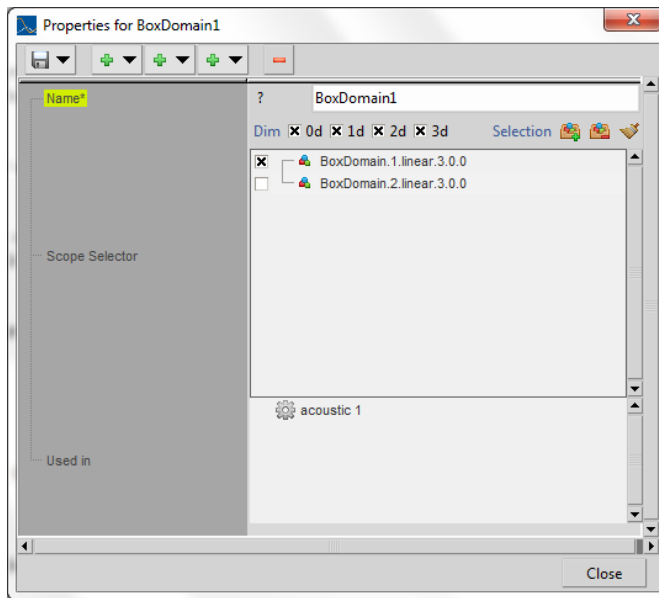 Properties for BoxDomain1
Name*
? BoxDomain1
Dim 0d 1d 2d 3d Selection
BoxDomain.1.linear.3.0.0
BoxDomain.2.linear.3.0.0
Scope Selector
acoustic 1
Used in
Close